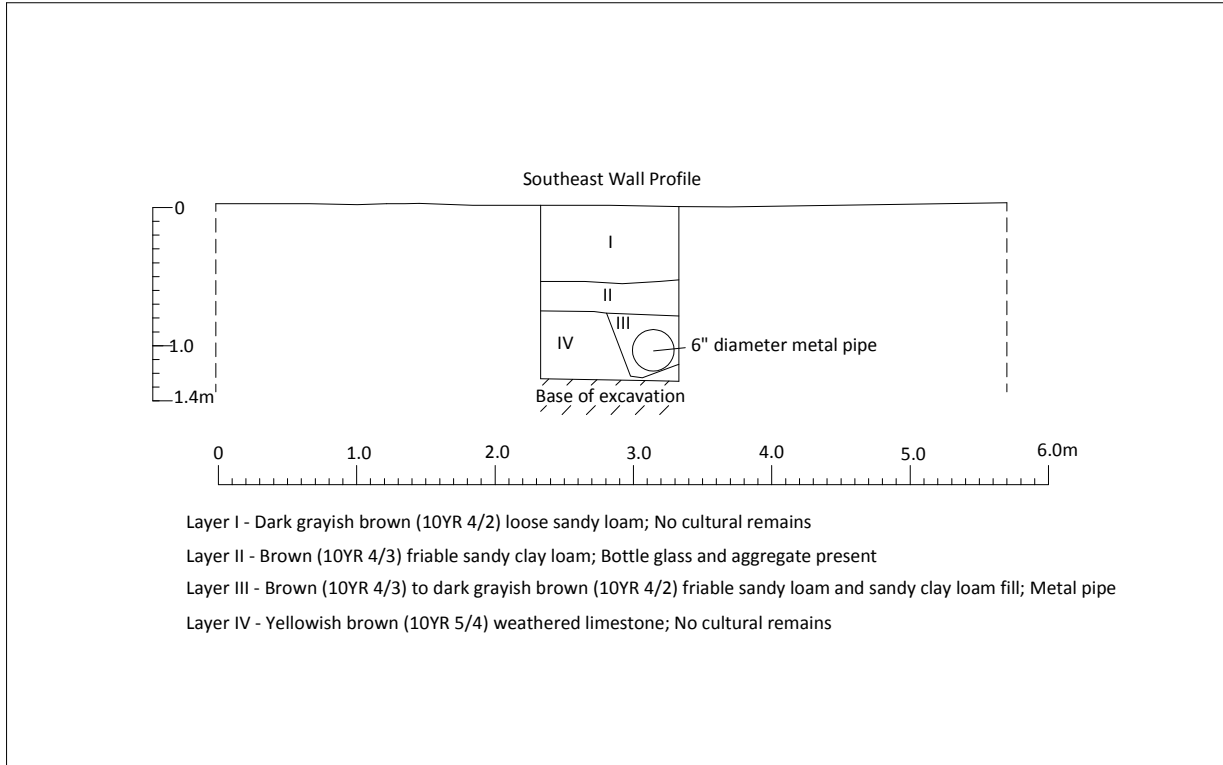 Southeast Wall Profile
0
I
II
III
1.0
IV
6" diameter metal pipe
1.4m
Base of excavation
0 1.0 2.0 3.0 4.0 5.0 6.0m
Layer I - Dark grayish brown (10YR 4/2) loose sandy loam; No cultural remains
Layer II - Brown (10YR 4/3) friable sandy clay loam; Bottle glass and aggregate present
Layer III - Brown (10YR 4/3) to dark grayish brown (10YR 4/2) friable sandy loam and sandy clay loam fill; Metal pipe
Layer IV - Yellowish brown (10YR 5/4) weathered limestone; No cultural remains